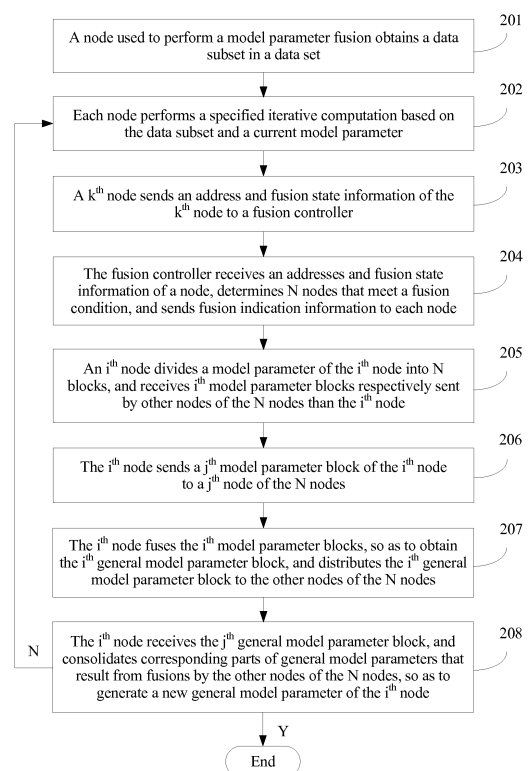 201
A node used to perform a model parameter fusion obtains a data
subset in a data set
202
Each node performs a specified iterative computation based on
the data subset and a current model parameter
203
A kth node sends an address and fusion state information of the
kth node to a fusion controller
204
The fusion controller receives an addresses and fusion state
information of a node, determines N nodes that meet a fusion
condition, and sends fusion indication information to each node
205
An ith node divides a model parameter of the ith node into N
blocks, and receives ith model parameter blocks respectively sent
by other nodes of the N nodes than the ith node
206
The ith node sends a jth model parameter block of the ith node
to a jth node of the N nodes
207
The ith node fuses the ith model parameter blocks, so as to obtain
the ith general model parameter block, and distributes the ith general
model parameter block to the other nodes of the N nodes
208
The ith node receives the jth general model parameter block, and
consolidates corresponding parts of general model parameters that
result from fusions by the other nodes of the N nodes, so as to
generate a new general model parameter of the ith node
N
Y
End